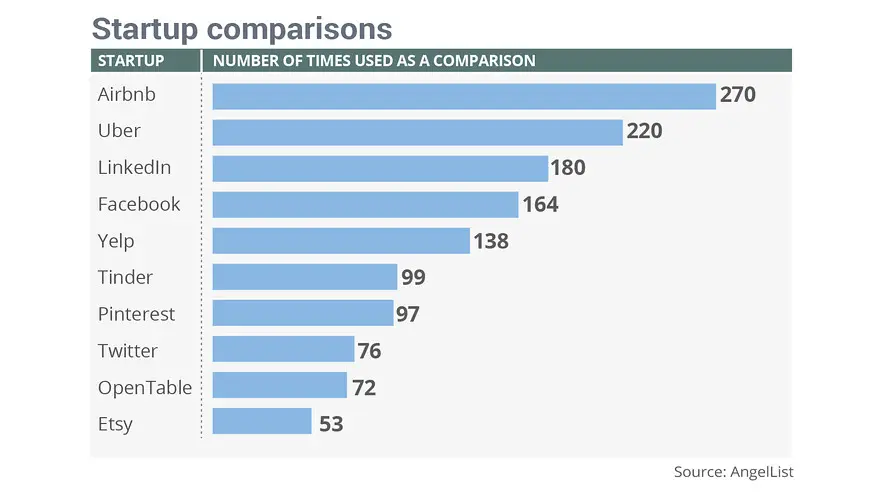 Startup comparisons
STARTUP NUMBER OF TIMES USED AS A COMPARISON
Airbnb 270
Uber 220
LinkedIn 180
Facebook 164
Yelp 138
Tinder 99
Pinterest 97
Twitter 76
OpenTable 72
Etsy 53
Source: AngelList